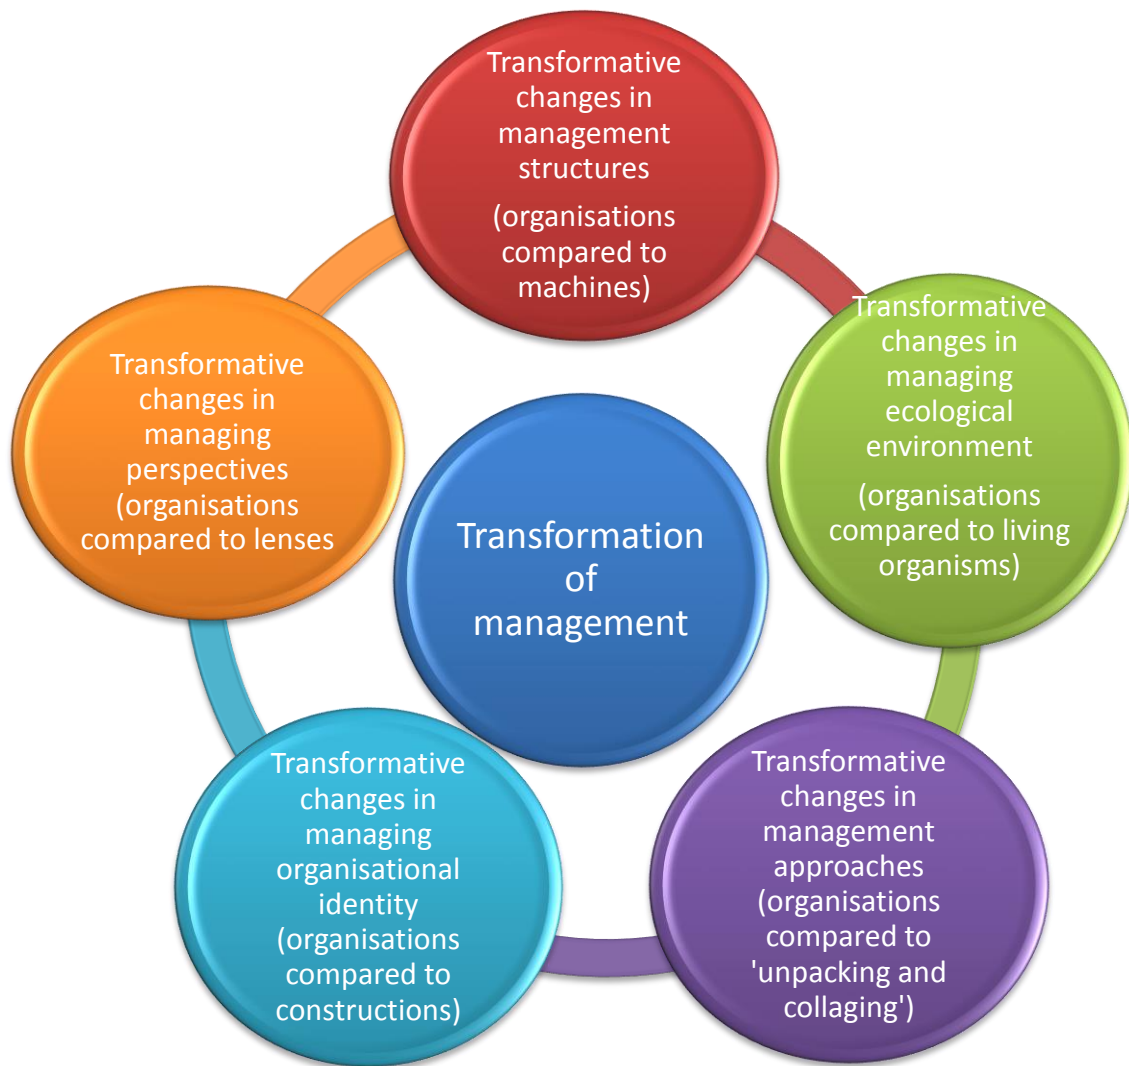 Transformative
changes in
management
structures
(organisations
compared to
machines)
Transformative
changes in
managing
ecological
environment
(organisations
compared to living
organisms)
Transformative
changes in
management
approaches
(organisations
compared to
'unpacking and
collaging')
Transformative
changes in
managing
organisational
identity
(organisations
compared to
constructions)
Transformative
changes in
managing
perspectives
(organisations
compared to lenses
Transformation
of
management